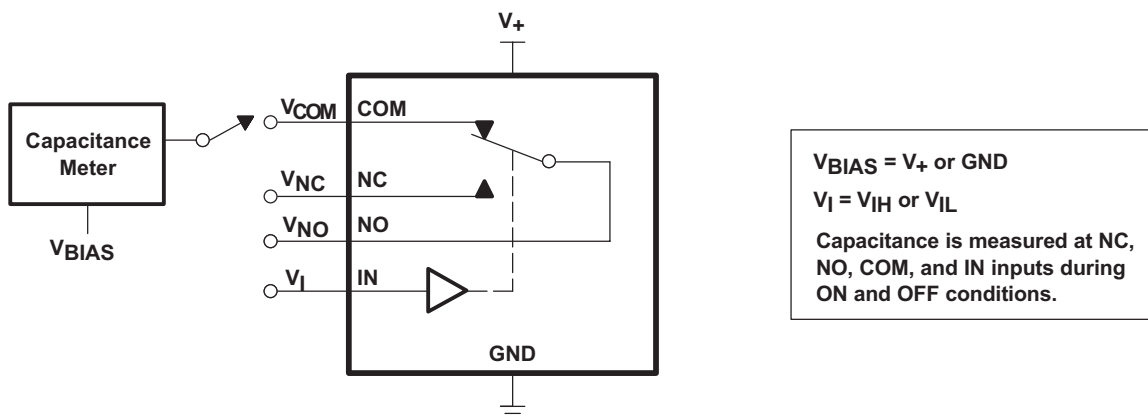 V+
Capacitance
Meter
VBIAS
VCOM COM
VNC NC
VNO NO
VI IN
GND
VBIAS = V+ or GND
VI = VIH or VIL
Capacitance is measured at NC,
NO, COM, and IN inputs during
ON and OFF conditions.